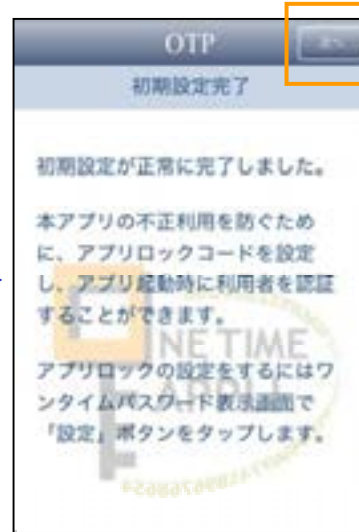 OTP
次へ
初期設定完了
初期設定が正常に完了しました。
本アプリの不正利用を防ぐため
に、アプリロックコードを設定
し、アプリ起動時に利用者を認証
することができます。
NE TIME
アプリロックの設定をするにはワ
ンタイムパスワード表示画面で
「設定」ボタンをタップします。